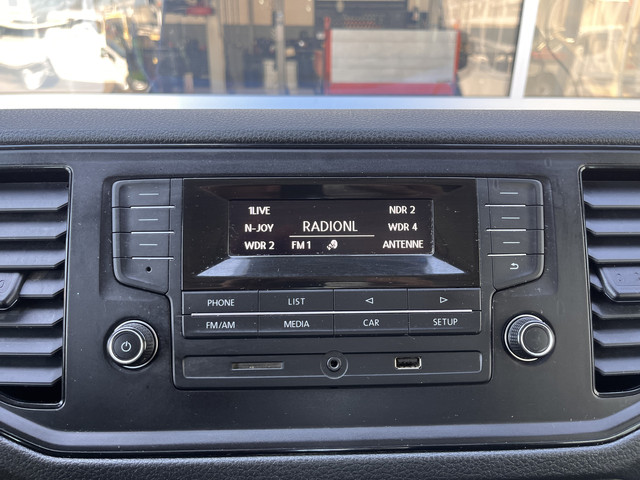 1LIVE NDR 2
N-JOY RADIONL WDR 4
WDR 2 FM 1 ANTENNE
PHONE LIST
FM/AM MEDIA CAR SETUP